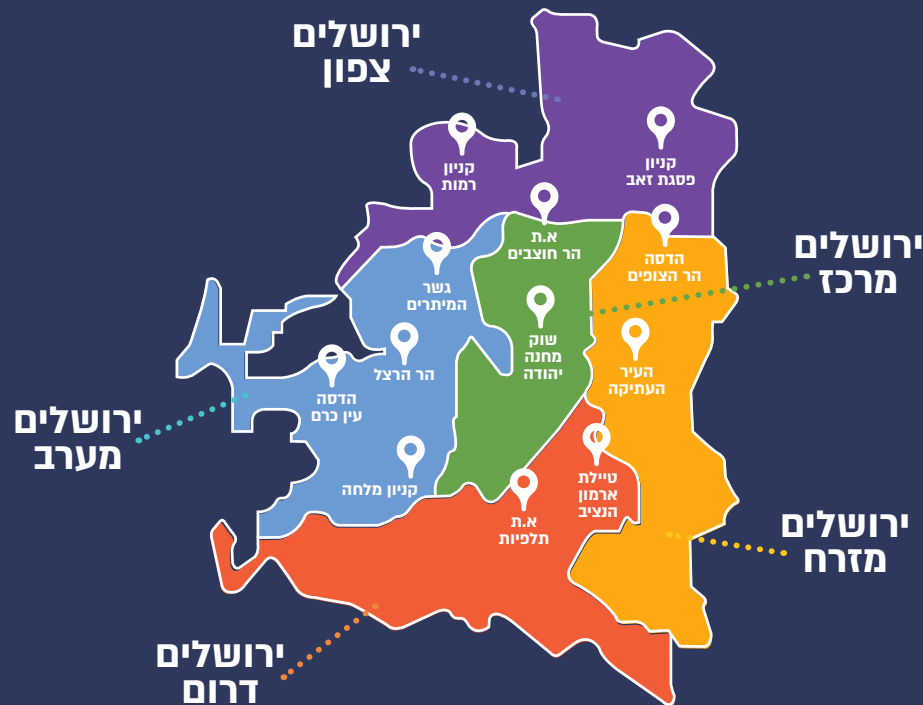 ירושלים
צפון
קניון
רמות
קניון
פסגת זאב
א.ת
הר חוצבים
הדסה
הר הצופים
ירושלים
מרכז
גשר
המיתרים
שוק
מחנה
יהודה
העיר
העתיקה
הר הרצל
הדסה
עין כרם
ירושלים
מערב
קניון מלחה
טיילת
ארמון
הנציב
א.ת
תלפיות
ירושלים
מזרח
ירושלים
דרום